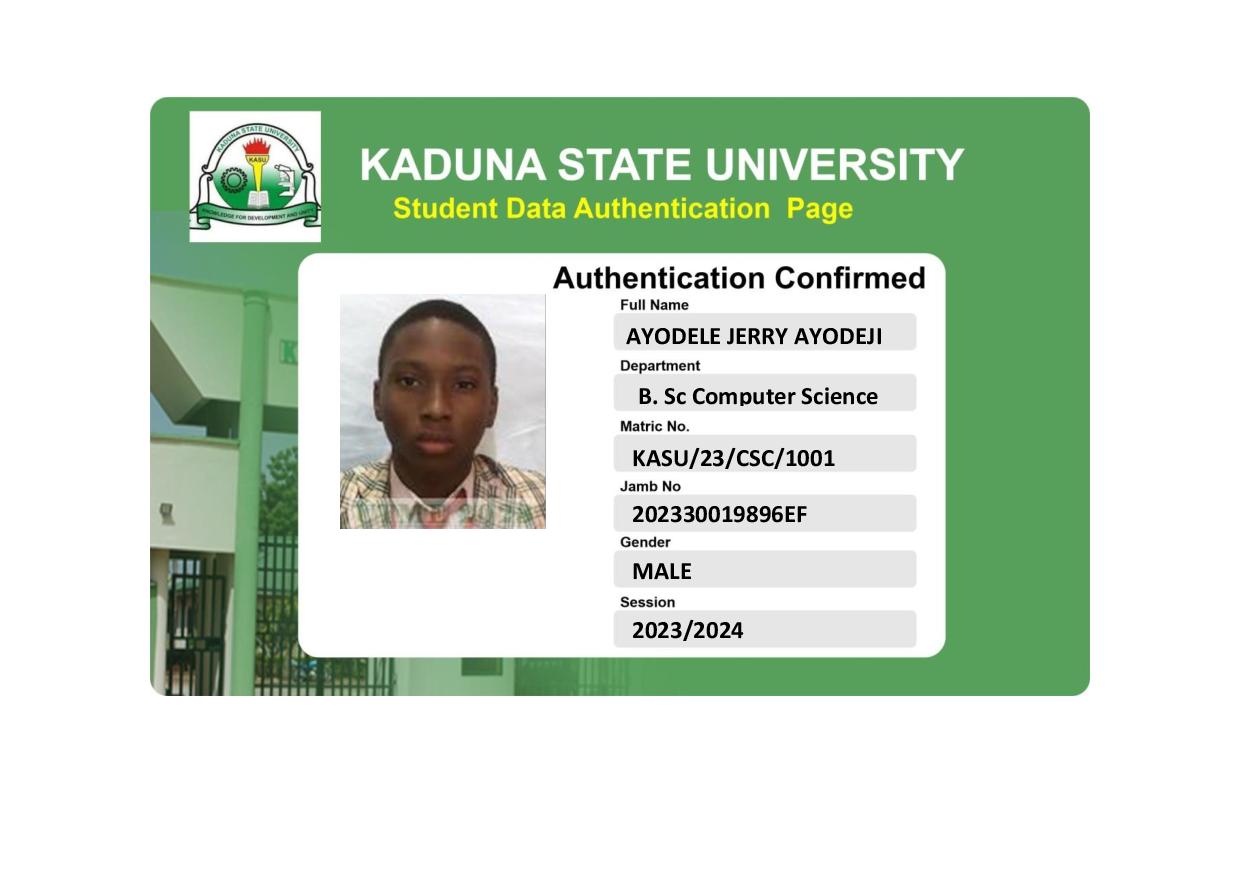 KADUNA STATE UNIVERSITY
KASU
KNOWLEDGE FOR DEVELOPMENT AND UNITY
KADUNA STATE UNIVERSITY
Student Data Authentication Page
Authentication Confirmed
Full Name
AYODELE JERRY AYODEJI
Department
B. Sc Computer Science
Matric No.
KASU/23/CSC/1001
Jamb No
202330019896EF
Gender
MALE
Session
2023/2024
K